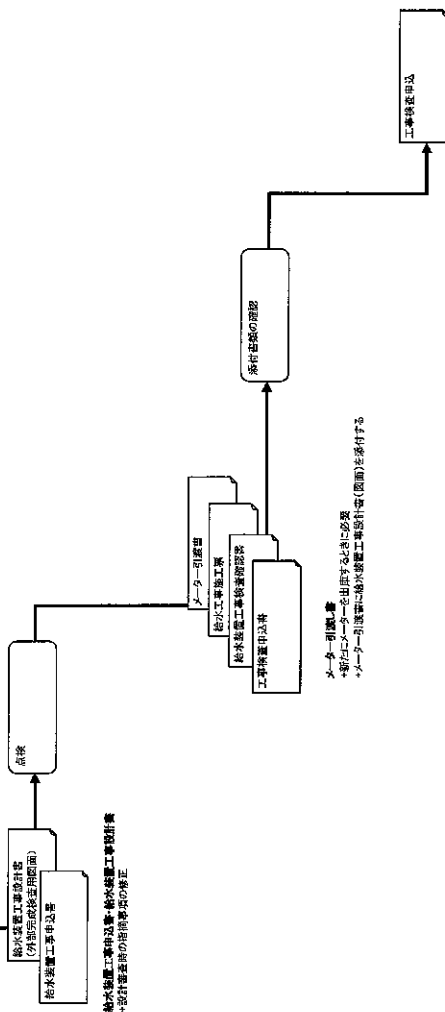 給水装置工事設計書
(外部完成検査用図面)
給水装置工事申込書
給水装置工事申込書・給水装置工事設計書
+設計審査時の指摘事項の修正
点検
メーター引渡書
給水工事施工票
給水装置工事検査確認書
工事検査申込書
メーター引渡し書
+新たにメーターを出庫するときに必要
+メーター引渡書に給水装置工事設計書(図面)を添付する
添付書類の確認
工事検査申込